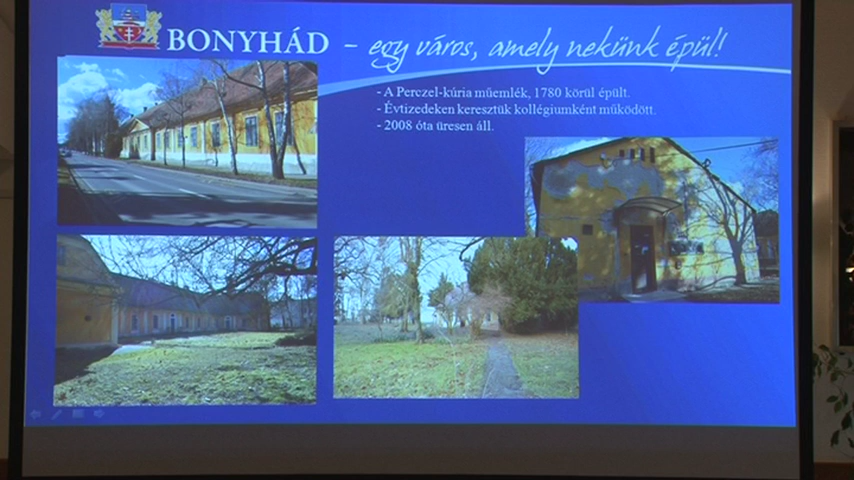 BONYHÁD – egy város, amely nekünk épül!
- A Perczel-kúria műemlék, 1780 körül épült.
- Évtizedeken keresztük kollégiumként működött.
- 2008 óta üresen áll.